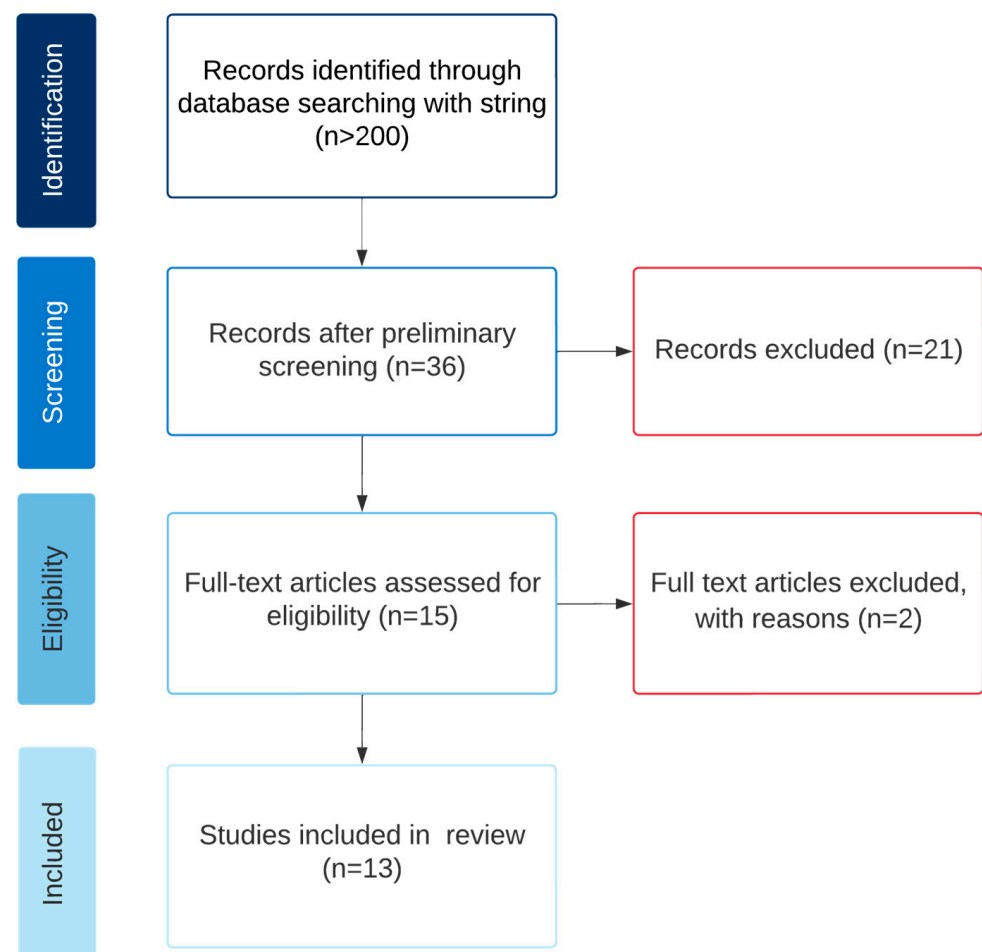 Identification
Records identified through
database searching with string
(n>200)
Screening
Records after preliminary
screening (n=36)
Records excluded (n=21)
Eligibility
Full-text articles assessed for
eligibility (n=15)
Full text articles excluded,
with reasons (n=2)
Included
Studies included in  review
(n=13)